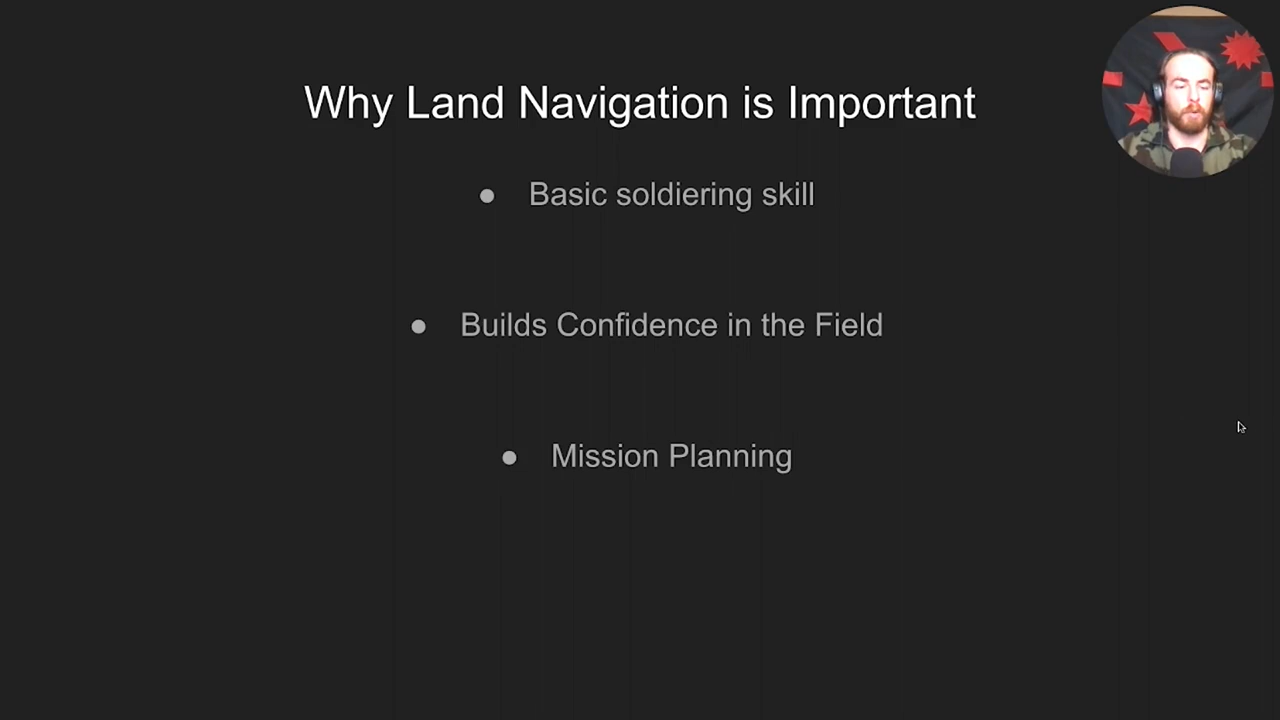 Why Land Navigation is Important
● Basic soldiering skill
● Builds Confidence in the Field
● Mission Planning